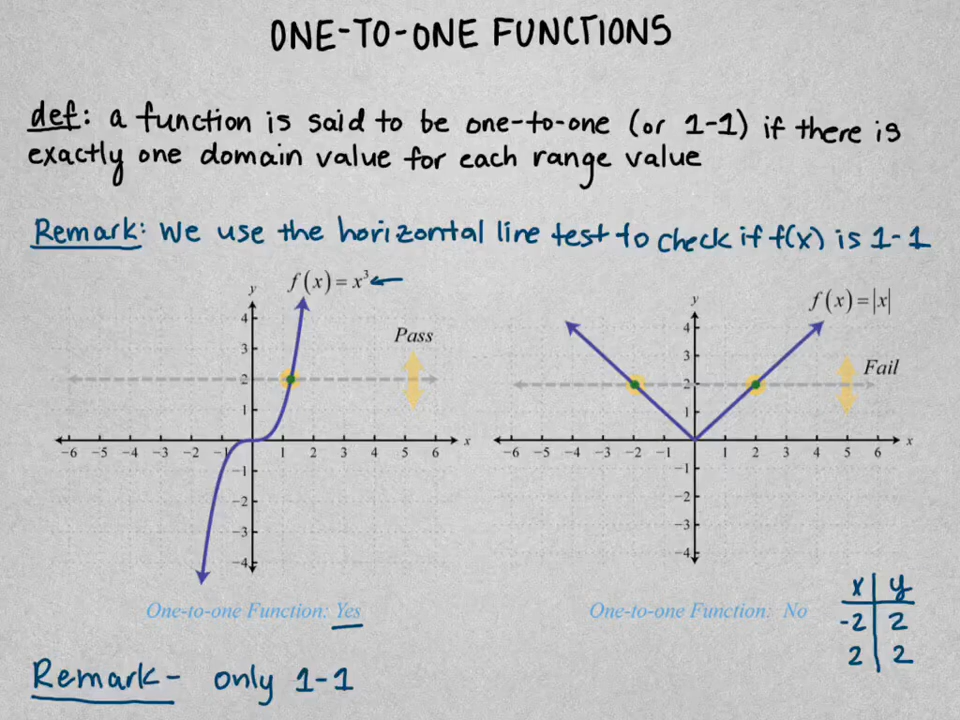 ONE-TO-ONE FUNCTIONS
def: a function is said to be one-to-one (or 1-1) if there is
exactly one domain value for each range value
Remark: We use the horizontal line test to check if f(x) is 1-1
f(x) = x³
y
4
3
2
1
-1
-2
-3
-4
-6 -5 -4 -3 -2 -1 1 2 3 4 5 6 x
Pass
One-to-one Function: Yes
f(x) = |x|
y
4
3
2
1
-1
-2
-3
-4
-6 -5 -4 -3 -2 -1 1 2 3 4 5 6 x
Fail
One-to-one Function: No
x | y
-2 | 2
2 | 2
Remark- only 1-1